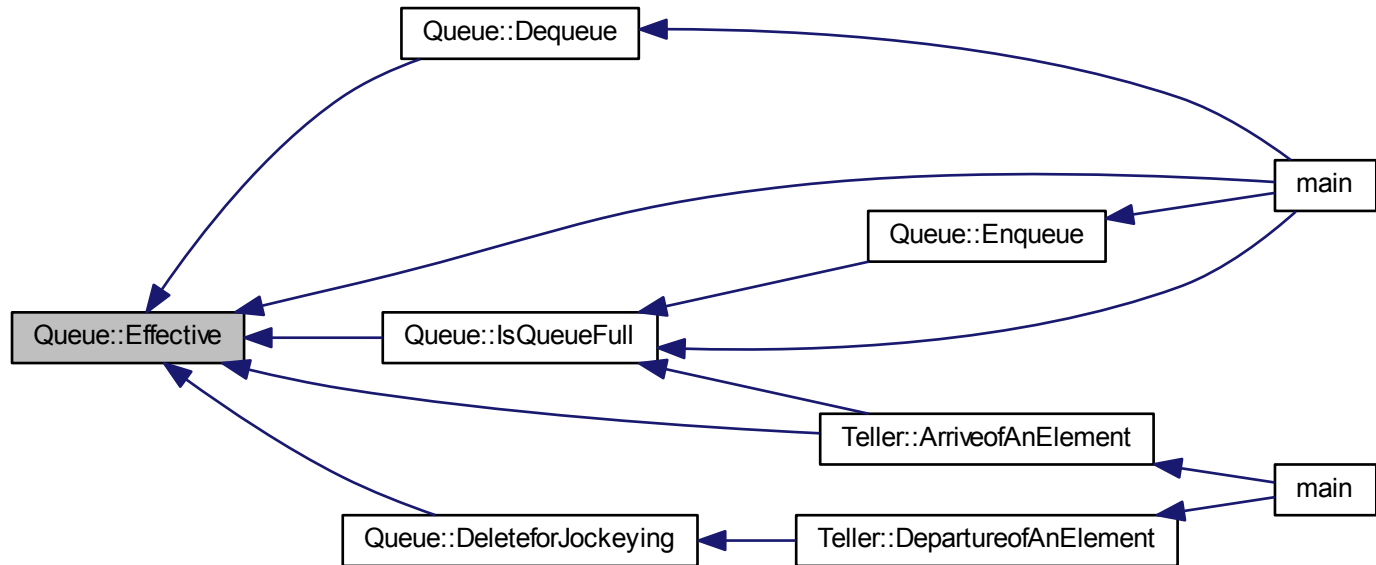 Queue::Dequeue
main
Queue::Enqueue
Queue::Effective
Queue::IsQueueFull
Teller::ArriveofAnElement
main
Queue::DeleteforJockeying
Teller::DepartureofAnElement